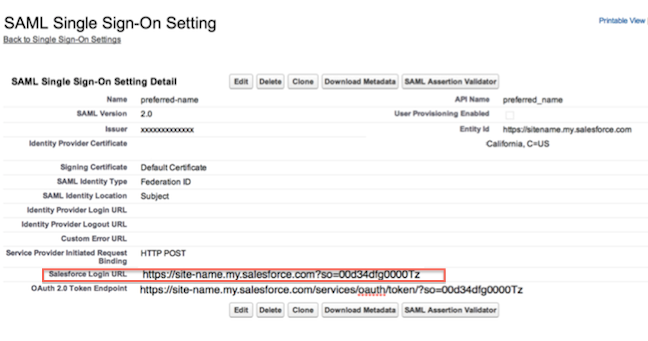 SAML Single Sign-On Setting
Printable View |
Back to Single Sign-On Settings
SAML Single Sign-On Setting Detail Edit Delete Clone Download Metadata SAML Assertion Validator
Name preferred-name API Name preferred_name
SAML Version 2.0 User Provisioning Enabled
Issuer xxxxxxxxxxxxx Entity Id https://sitename.my.salesforce.com
Identity Provider Certificate California, C=US
Signing Certificate Default Certificate
SAML Identity Type Federation ID
SAML Identity Location Subject
Identity Provider Login URL
Identity Provider Logout URL
Custom Error URL
Service Provider Initiated Request
Binding HTTP POST
Salesforce Login URL https://site-name.my.salesforce.com?so=00d34dfg0000Tz
OAuth 2.0 Token Endpoint https://site-name.my.salesforce.com/services/oauth/token/?so=00d34dfg0000Tz
Edit Delete Clone Download Metadata SAML Assertion Validator